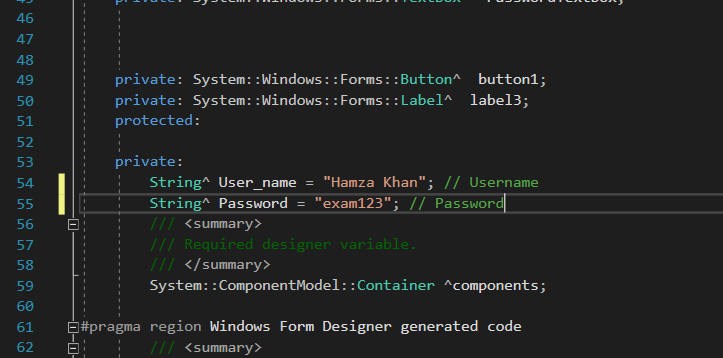 45 private: System::Windows::Forms::TextBox^ PasswordTextbox;
46
47
48
49 private: System::Windows::Forms::Button^ button1;
50 private: System::Windows::Forms::Label^ label3;
51 protected:
52
53 private:
54 String^ User_name = "Hamza Khan"; // Username
55 String^ Password = "exam123"; // Password
56 /// <summary>
57 /// Required designer variable.
58 /// </summary>
59 System::ComponentModel::Container ^components;
60
61 #pragma region Windows Form Designer generated code
62 /// <summary>